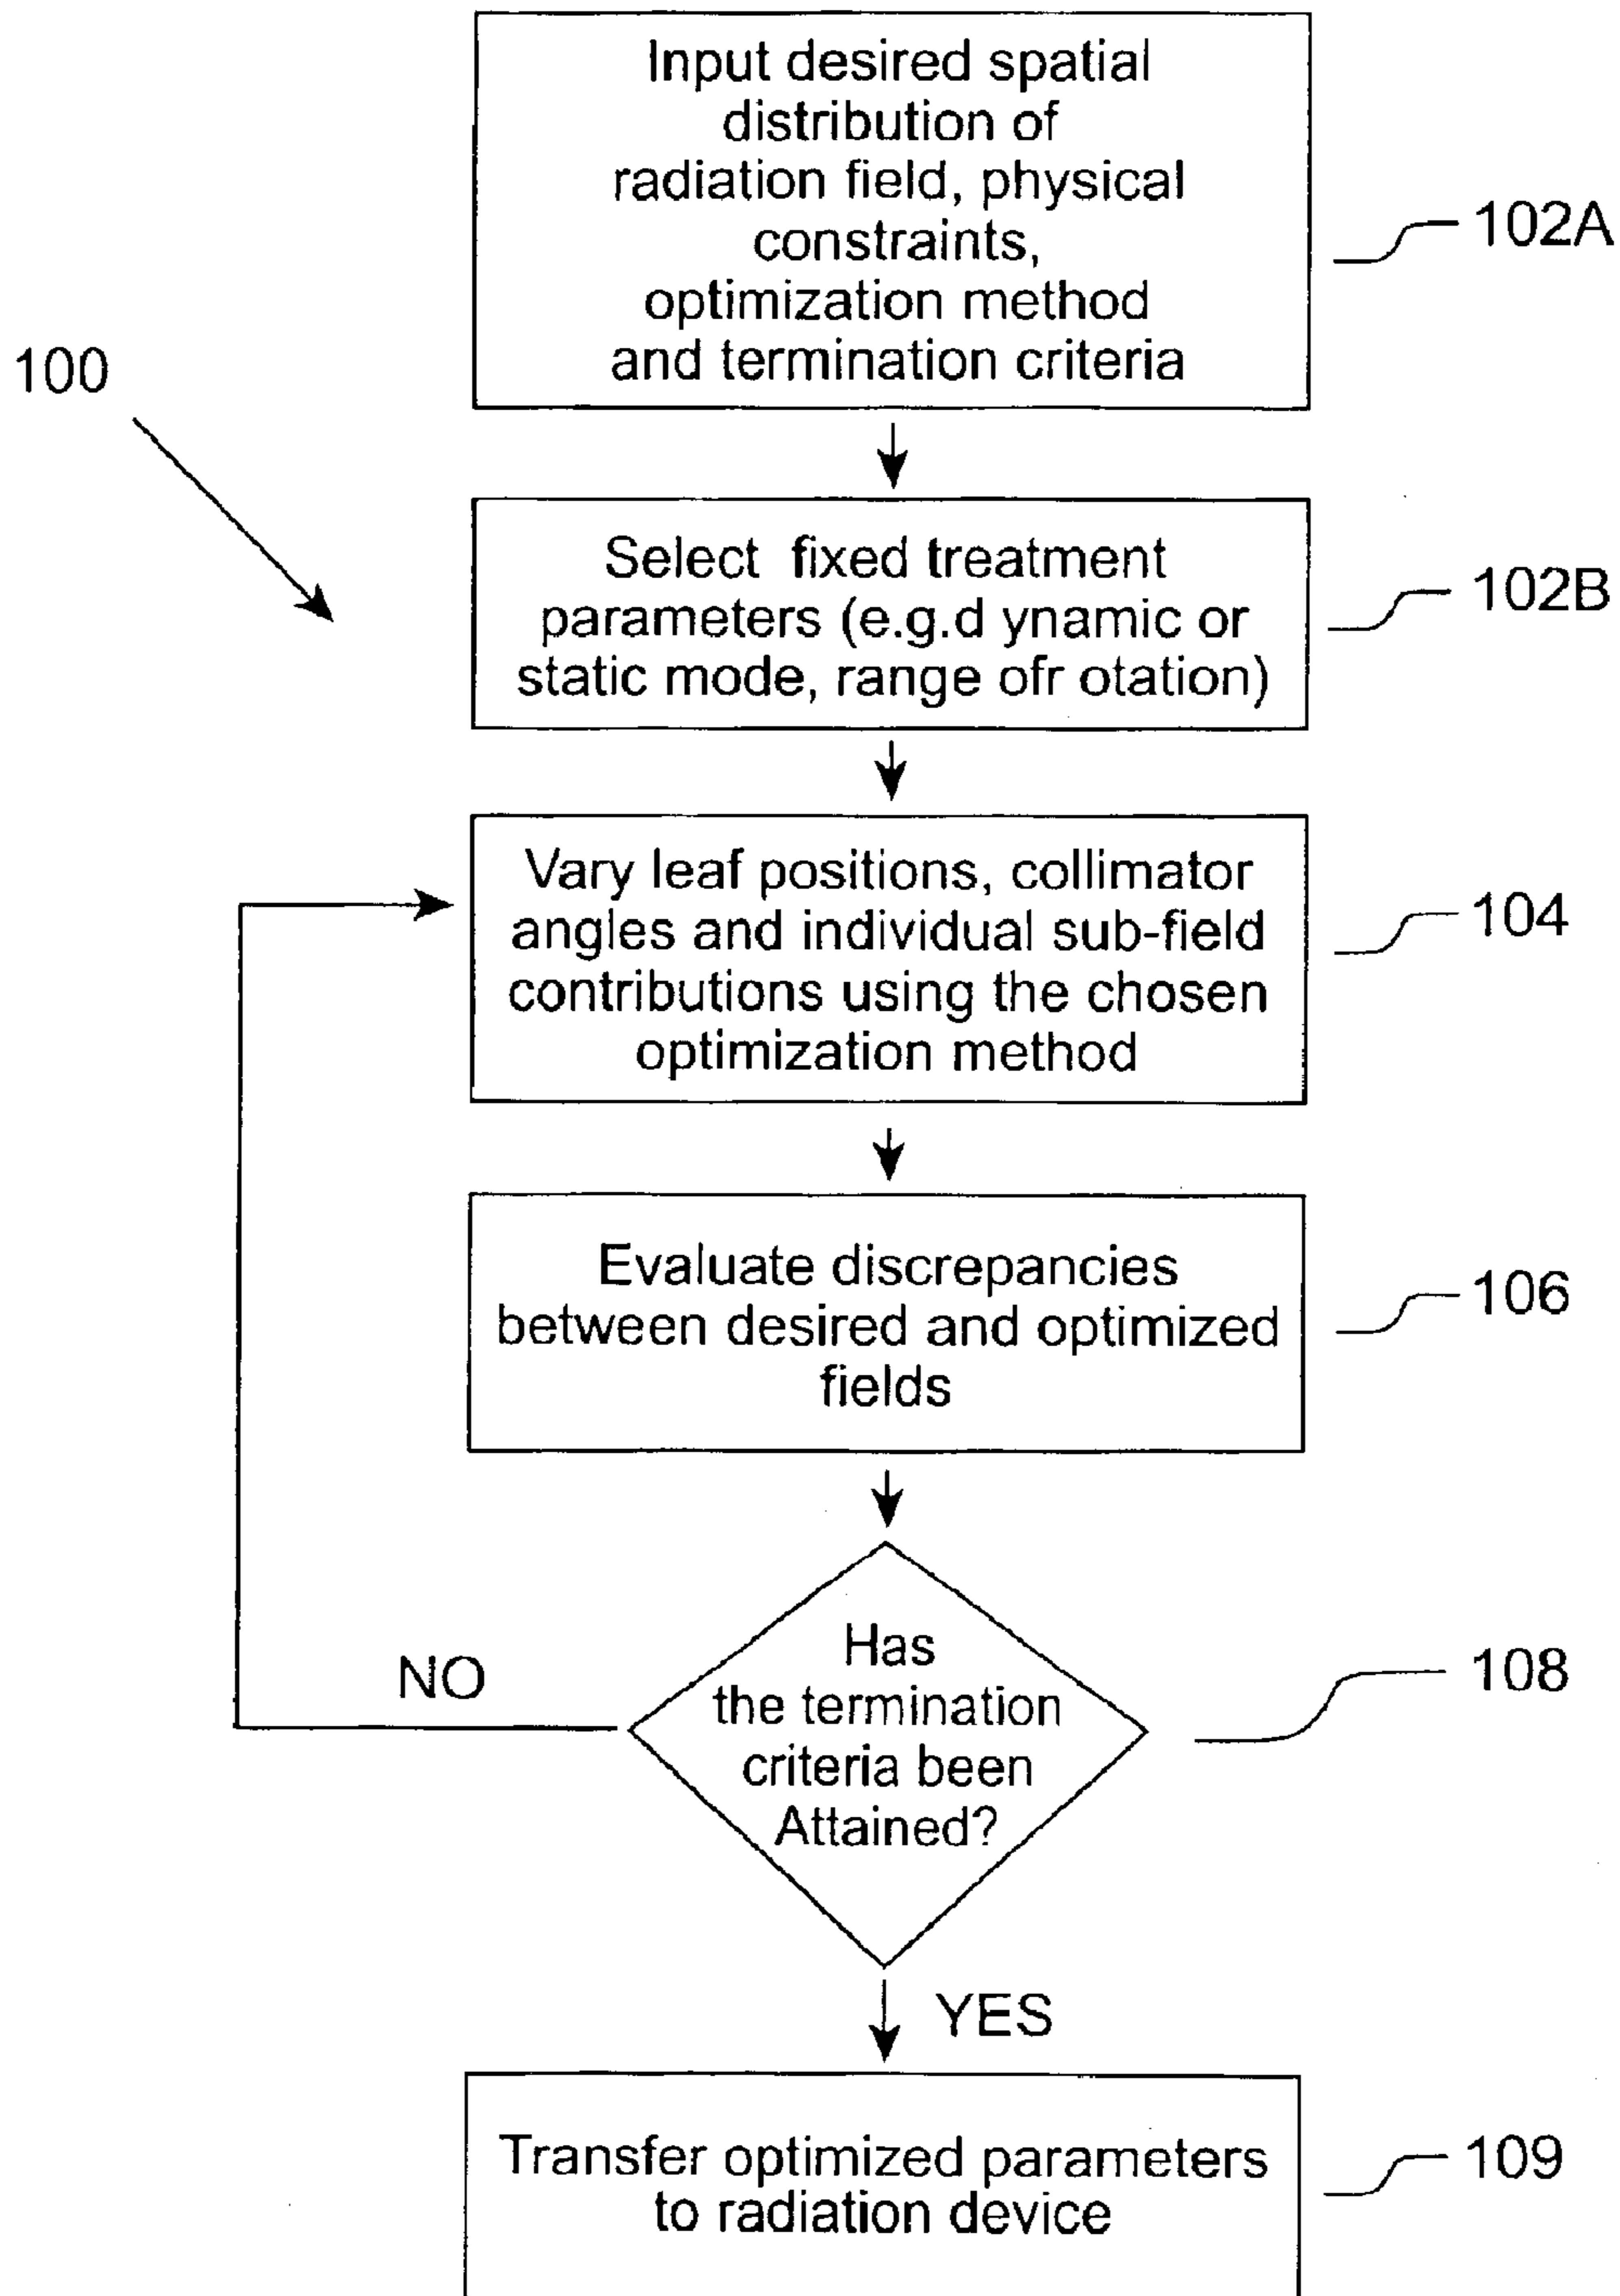 Input desired spatial
distribution of
radiation field, physical
constraints,
optimization method
and termination criteria
102A
100
Select fixed treatment
parameters (e.g.d ynamic or
static mode, range ofr otation)
102B
Vary leaf positions, collimator
angles and individual sub-field
contributions using the chosen
optimization method
104
Evaluate discrepancies
between desired and optimized
fields
106
Has
the termination
criteria been
Attained?
108
NO
YES
Transfer optimized parameters
to radiation device
109